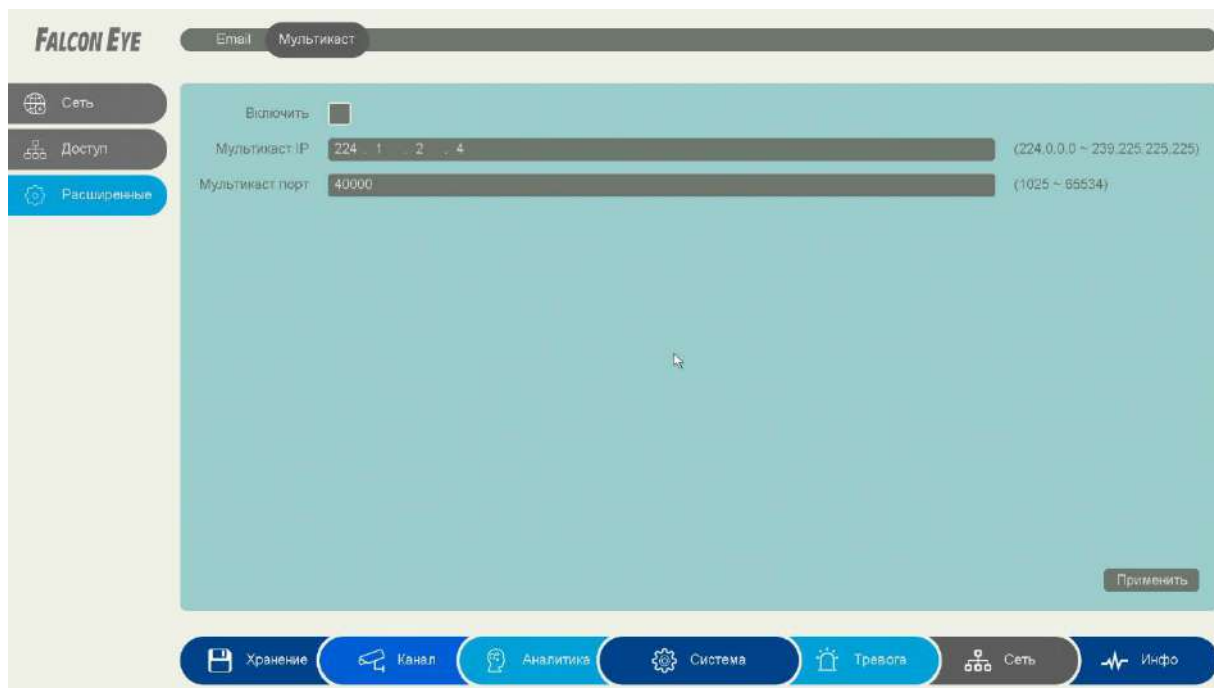 FALCON EYE
Email Мультикаст
Сеть
Доступ
Расширенные
Включить
Мультикаст IP 224 . 1 . 2 . 4 (224.0.0.0 ~ 239.225.225.225)
Мультикаст порт 40000 (1025 ~ 65534)
Применить
Хранение Канал Аналитика Система Тревога Сеть Инфо